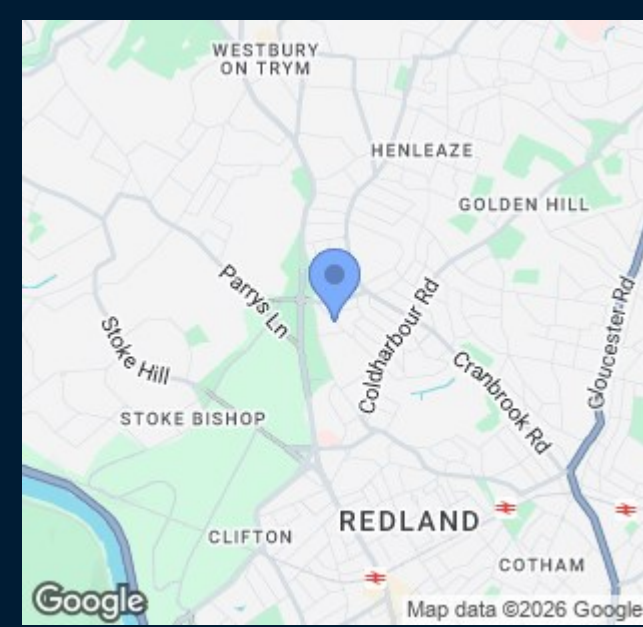 WESTBURY
ON TRYM
HENLEAZE
GOLDEN HILL
Parrys Ln
Coldharbour Rd
Gloucester Rd
Stoke Hill
Cranbrook Rd
STOKE BISHOP
REDLAND
CLIFTON
COTHAM
Google
Map data ©2026 Google